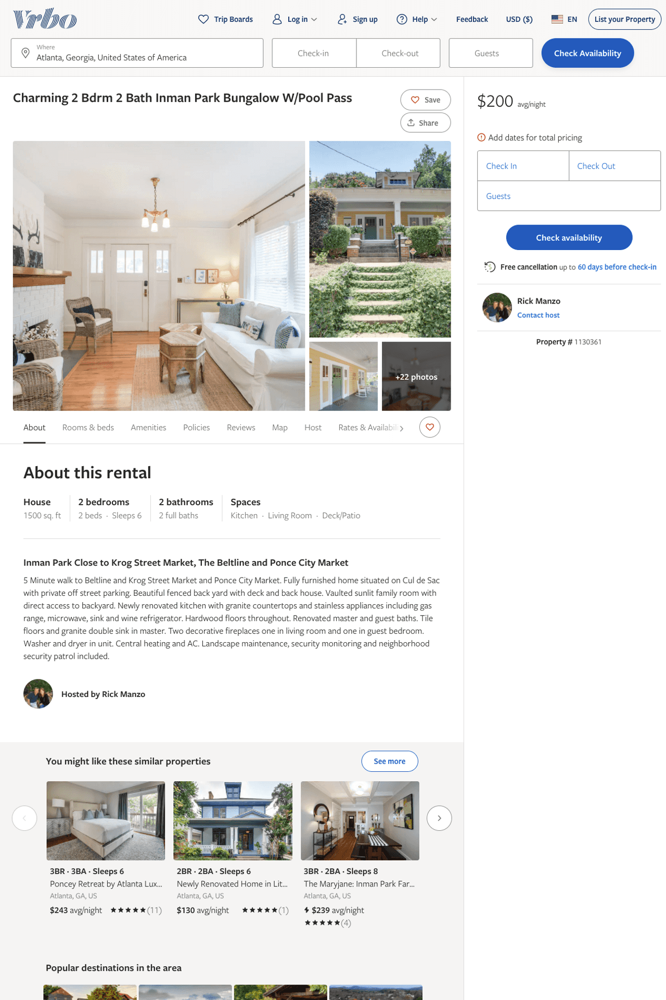 Vrbo
Trip Boards
Log in
Sign up
Help
Feedback
USD ($)
EN
List your Property
Where
Atlanta, Georgia, United States of America
Check-in
Check-out
Guests
Check Availability
Charming 2 Bdrm 2 Bath Inman Park Bungalow W/Pool Pass
Save
Share
+22 photos
$200 avg/night
Add dates for total pricing
Check In
Check Out
Guests
Check availability
Free cancellation up to 60 days before check-in
Rick Manzo
Contact host
Property # 1130361
About
Rooms & beds
Amenities
Policies
Reviews
Map
Host
Rates & Availabili
About this rental
House
1500 sq. ft
2 bedrooms
2 beds · Sleeps 6
2 bathrooms
2 full baths
Spaces
Kitchen · Living Room · Deck/Patio
Inman Park Close to Krog Street Market, The Beltline and Ponce City Market
5 Minute walk to Beltline and Krog Street Market and Ponce City Market. Fully furnished home situated on Cul de Sac
with private off street parking. Beautiful fenced back yard with deck and back house. Vaulted sunlit family room with
direct access to backyard. Newly renovated kitchen with granite countertops and stainless appliances including gas
range, microwave, sink and wine refrigerator. Hardwood floors throughout. Renovated master and guest baths. Tile
floors and granite double sink in master. Two decorative fireplaces one in living room and one in guest bedroom.
Washer and dryer in unit. Central heating and AC. Landscape maintenance, security monitoring and neighborhood
security patrol included.
Hosted by Rick Manzo
You might like these similar properties
See more
3BR · 3BA · Sleeps 6
Poncey Retreat by Atlanta Lux...
Atlanta, GA, US
$243 avg/night
(11)
2BR · 2BA · Sleeps 6
Newly Renovated Home in Lit...
Atlanta, GA, US
$130 avg/night
(1)
3BR · 2BA · Sleeps 8
The Maryjane: Inman Park Far...
Atlanta, GA, US
$239 avg/night
(4)
Popular destinations in the area